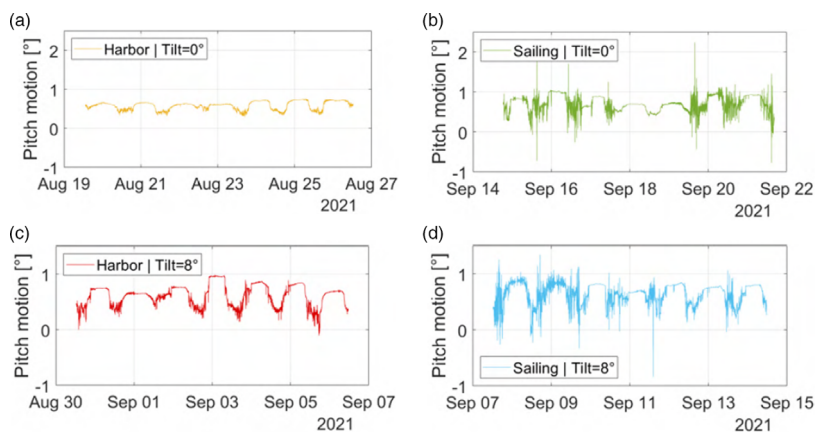 (a)
Pitch motion [°]
2
1
0
-1
Harbor | Tilt=0°
Aug 19 Aug 21 Aug 23 Aug 25 Aug 27
2021
(b)
Pitch motion [°]
2
1
0
-1
Sailing | Tilt=0°
Sep 14 Sep 16 Sep 18 Sep 20 Sep 22
2021
(c)
Pitch motion [°]
1
0
-1
Harbor | Tilt=8°
Aug 30 Sep 01 Sep 03 Sep 05 Sep 07
2021
(d)
Pitch motion [°]
1
0
-1
Sailing | Tilt=8°
Sep 07 Sep 09 Sep 11 Sep 13 Sep 15
2021